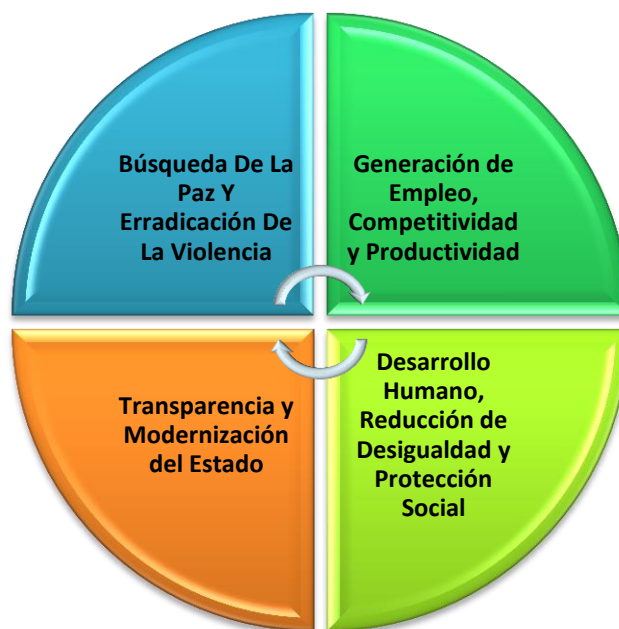 Búsqueda De La
Paz Y
Erradicación De
La Violencia
Generación de
Empleo,
Competitividad
y Productividad
Transparencia y
Modernización
del Estado
Desarrollo
Humano,
Reducción de
Desigualdad y
Protección
Social